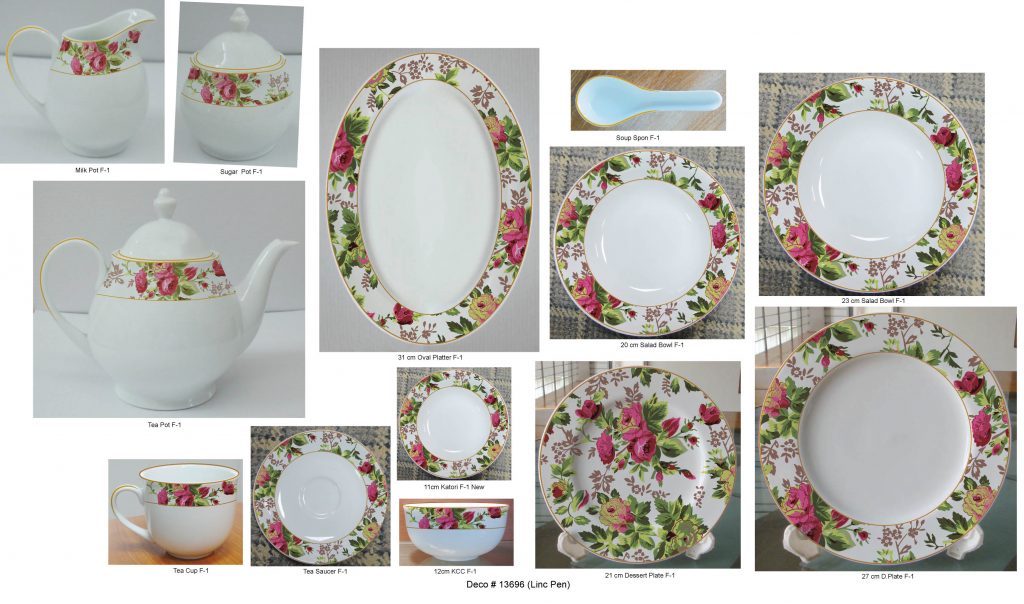 Milk Pot F-1
Sugar Pot F-1
Soup Spon F-1
23 cm Salad Bowl F-1
20 cm Salad Bowl F-1
31 cm Oval Platter F-1
Tea Pot F-1
11cm Katori F-1 New
Tea Cup F-1
Tea Saucer F-1
12cm KCC F-1
21 cm Dessert Plate F-1
27 cm D.Plate F-1
Deco # 13696 (Linc Pen)